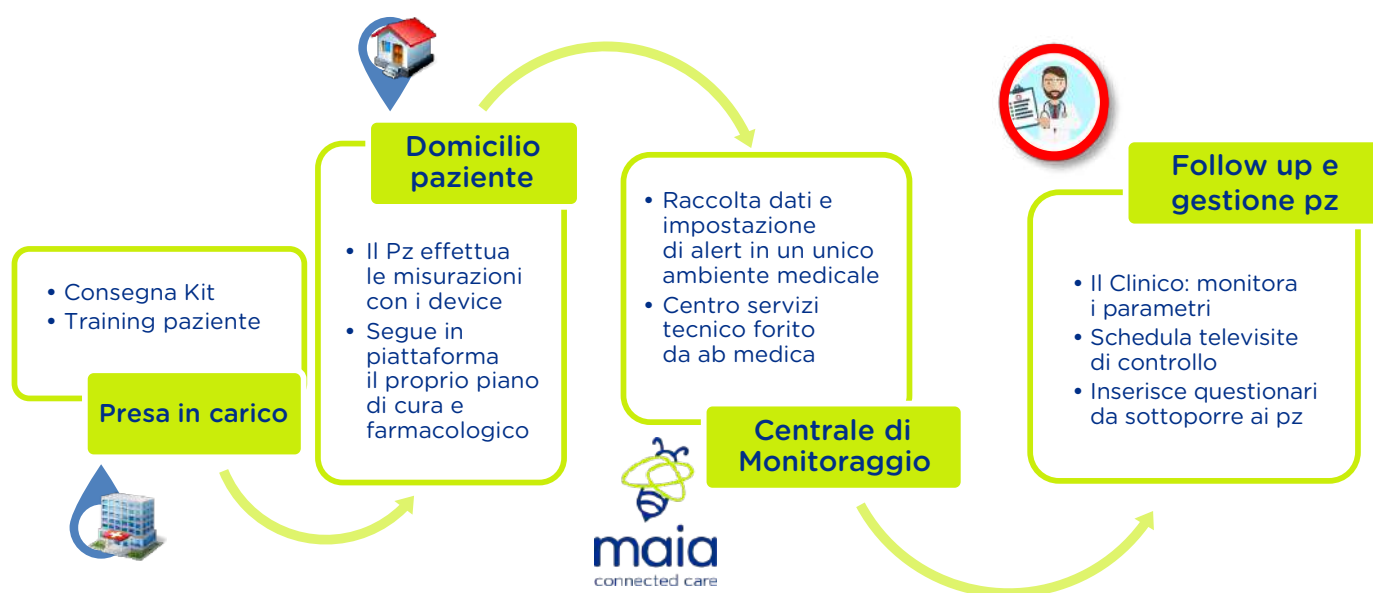 • Consegna Kit
• Training paziente
Presa in carico
Domicilio
paziente
• Il Pz effettua
le misurazioni
con i device
• Segue in
piattaforma
il proprio piano
di cura e
farmacologico
• Raccolta dati e
impostazione
di alert in un unico
ambiente medicale
• Centro servizi
tecnico forito
da ab medica
Centrale di
Monitoraggio
maia
connected care
Follow up e
gestione pz
• Il Clinico: monitora
i parametri
• Schedula televisite
di controllo
• Inserisce questionari
da sottoporre ai pz